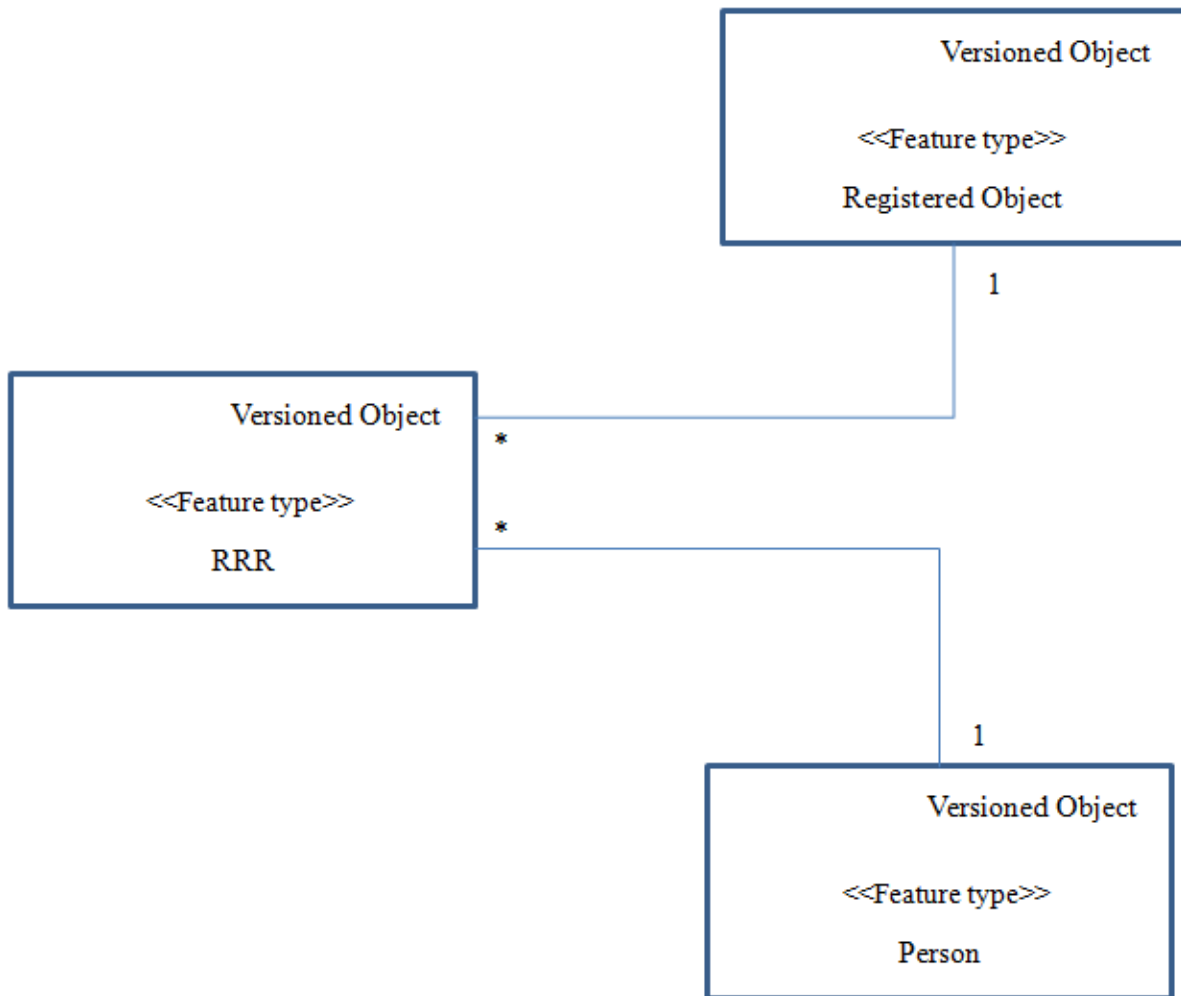 Versioned Object
<<Feature type>>
Registered Object
1
Versioned Object
*
<<Feature type>>
*
RRR
1
Versioned Object
<<Feature type>>
Person